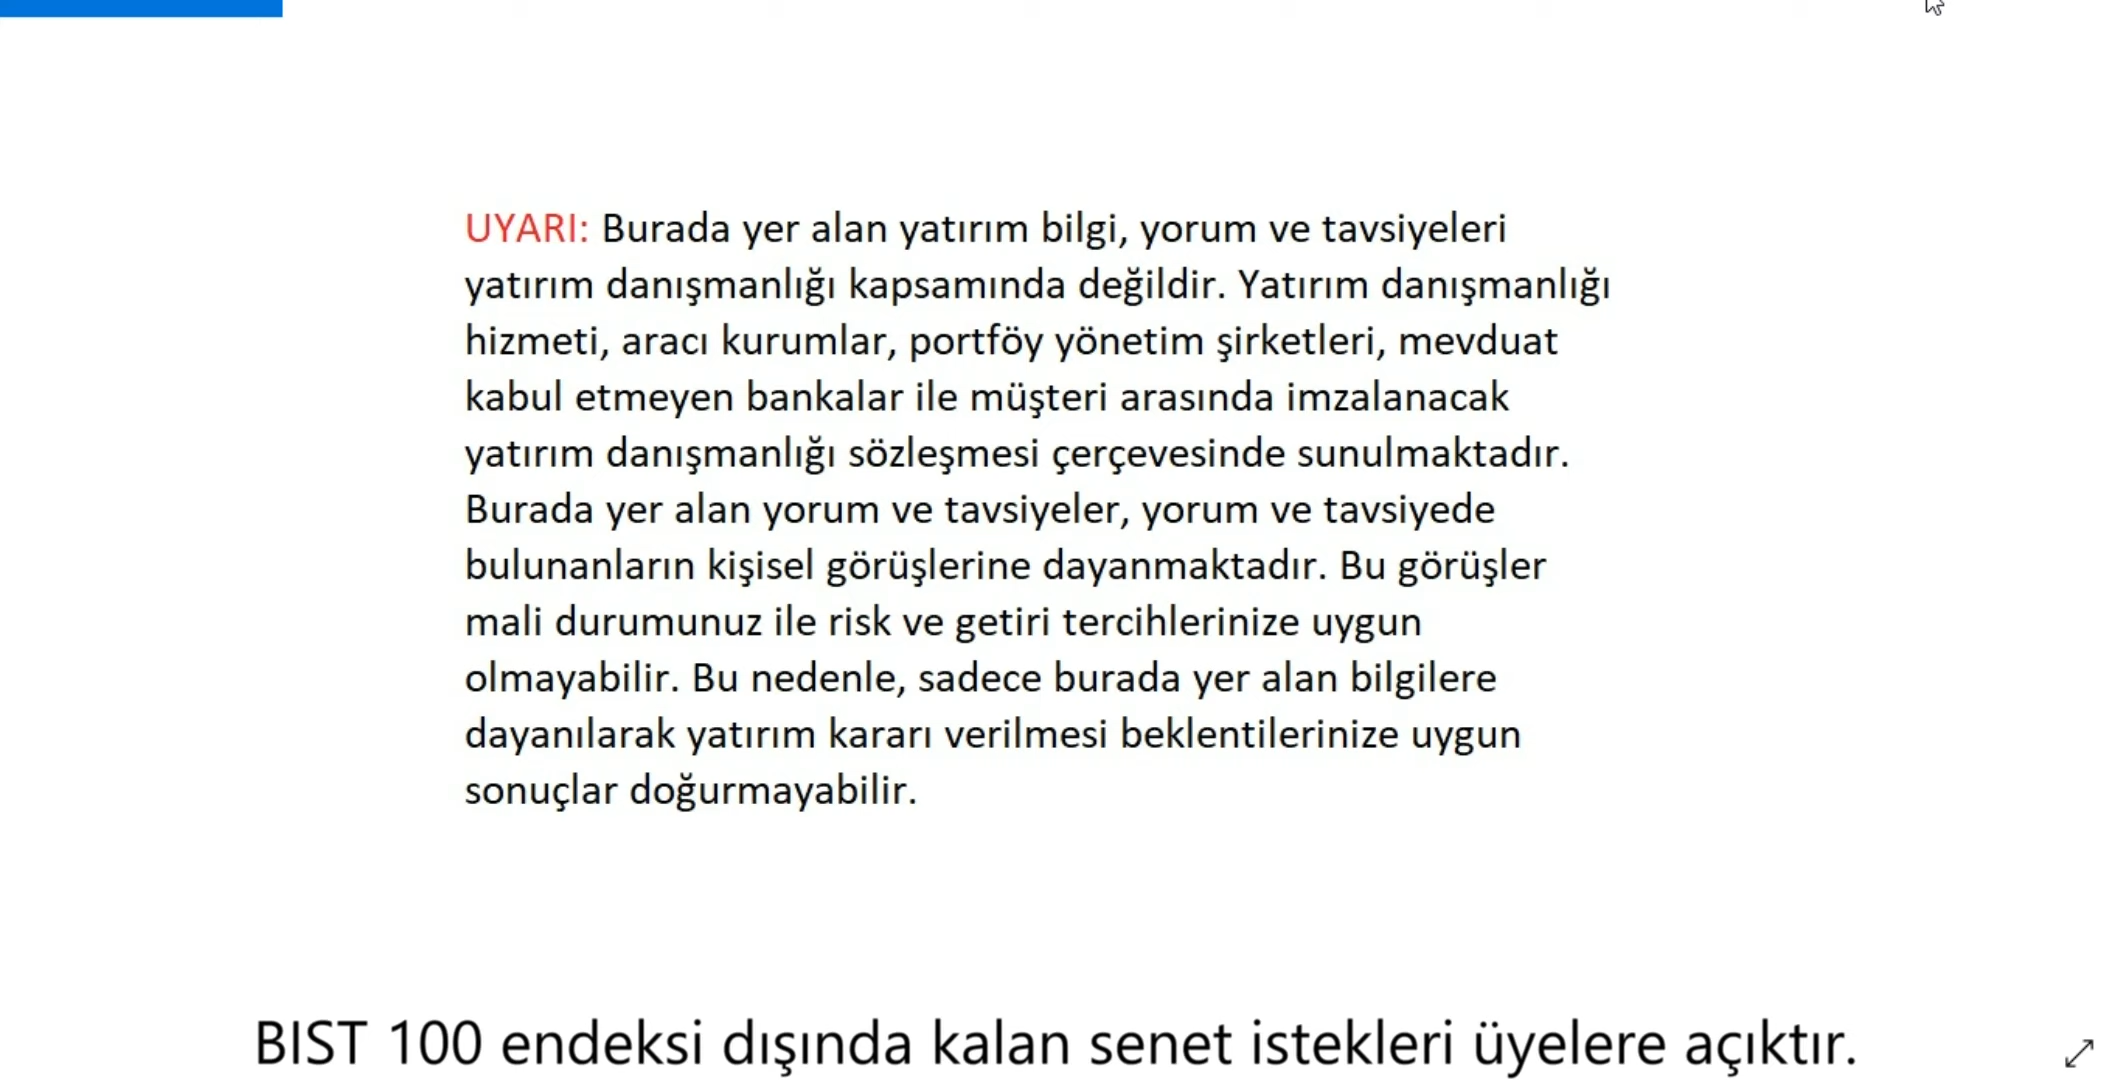 UYARI: Burada yer alan yatırım bilgi, yorum ve tavsiyeleri
yatırım danışmanlığı kapsamında değildir. Yatırım danışmanlığı
hizmeti, aracı kurumlar, portföy yönetim şirketleri, mevduat
kabul etmeyen bankalar ile müşteri arasında imzalanacak
yatırım danışmanlığı sözleşmesi çerçevesinde sunulmaktadır.
Burada yer alan yorum ve tavsiyeler, yorum ve tavsiyede
bulunanların kişisel görüşlerine dayanmaktadır. Bu görüşler
mali durumunuz ile risk ve getiri tercihlerinize uygun
olmayabilir. Bu nedenle, sadece burada yer alan bilgilere
dayanılarak yatırım kararı verilmesi beklentilerinize uygun
sonuçlar doğurmayabilir.
BIST 100 endeksi dışında kalan senet istekleri üyelere açıktır.